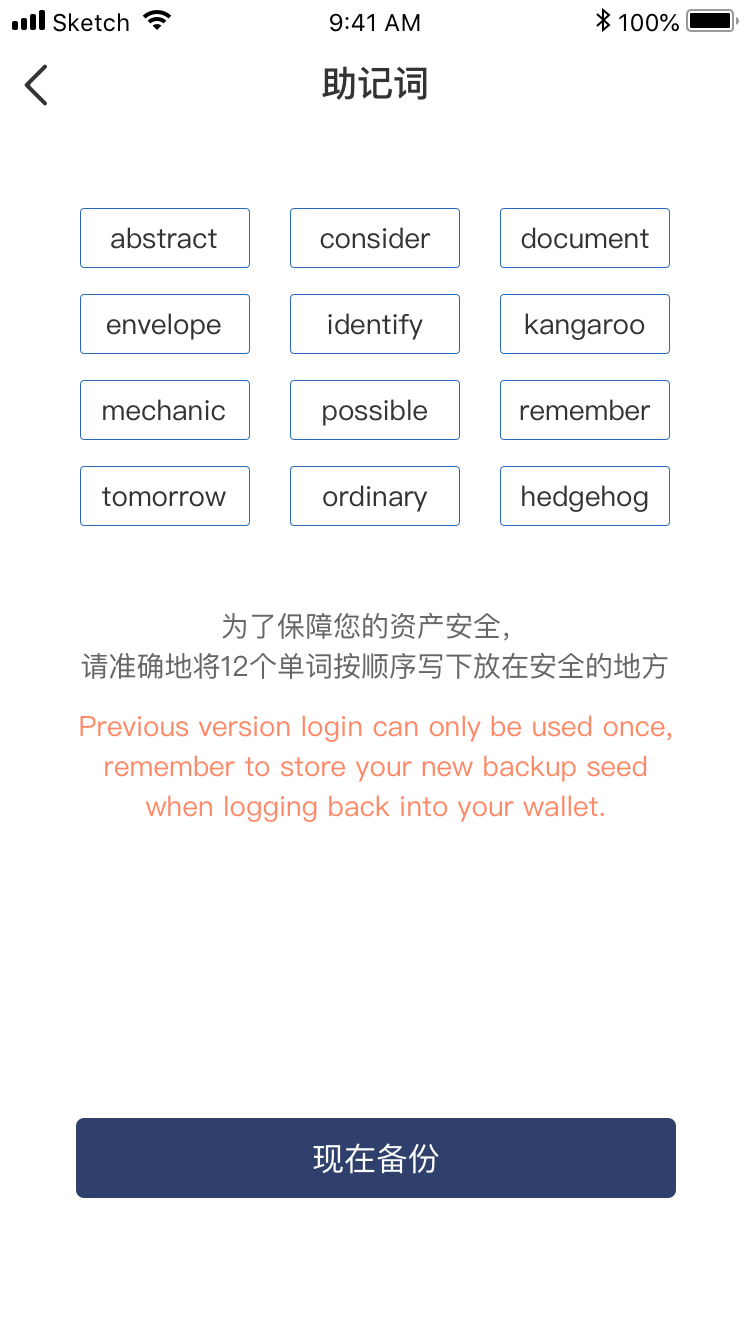 Sketch 9:41 AM 100%
助记词
abstract consider document
envelope identify kangaroo
mechanic possible remember
tomorrow ordinary hedgehog
为了保障您的资产安全，
请准确地将12个单词按顺序写下放在安全的地方
Previous version login can only be used once,
remember to store your new backup seed
when logging back into your wallet.
现在备份